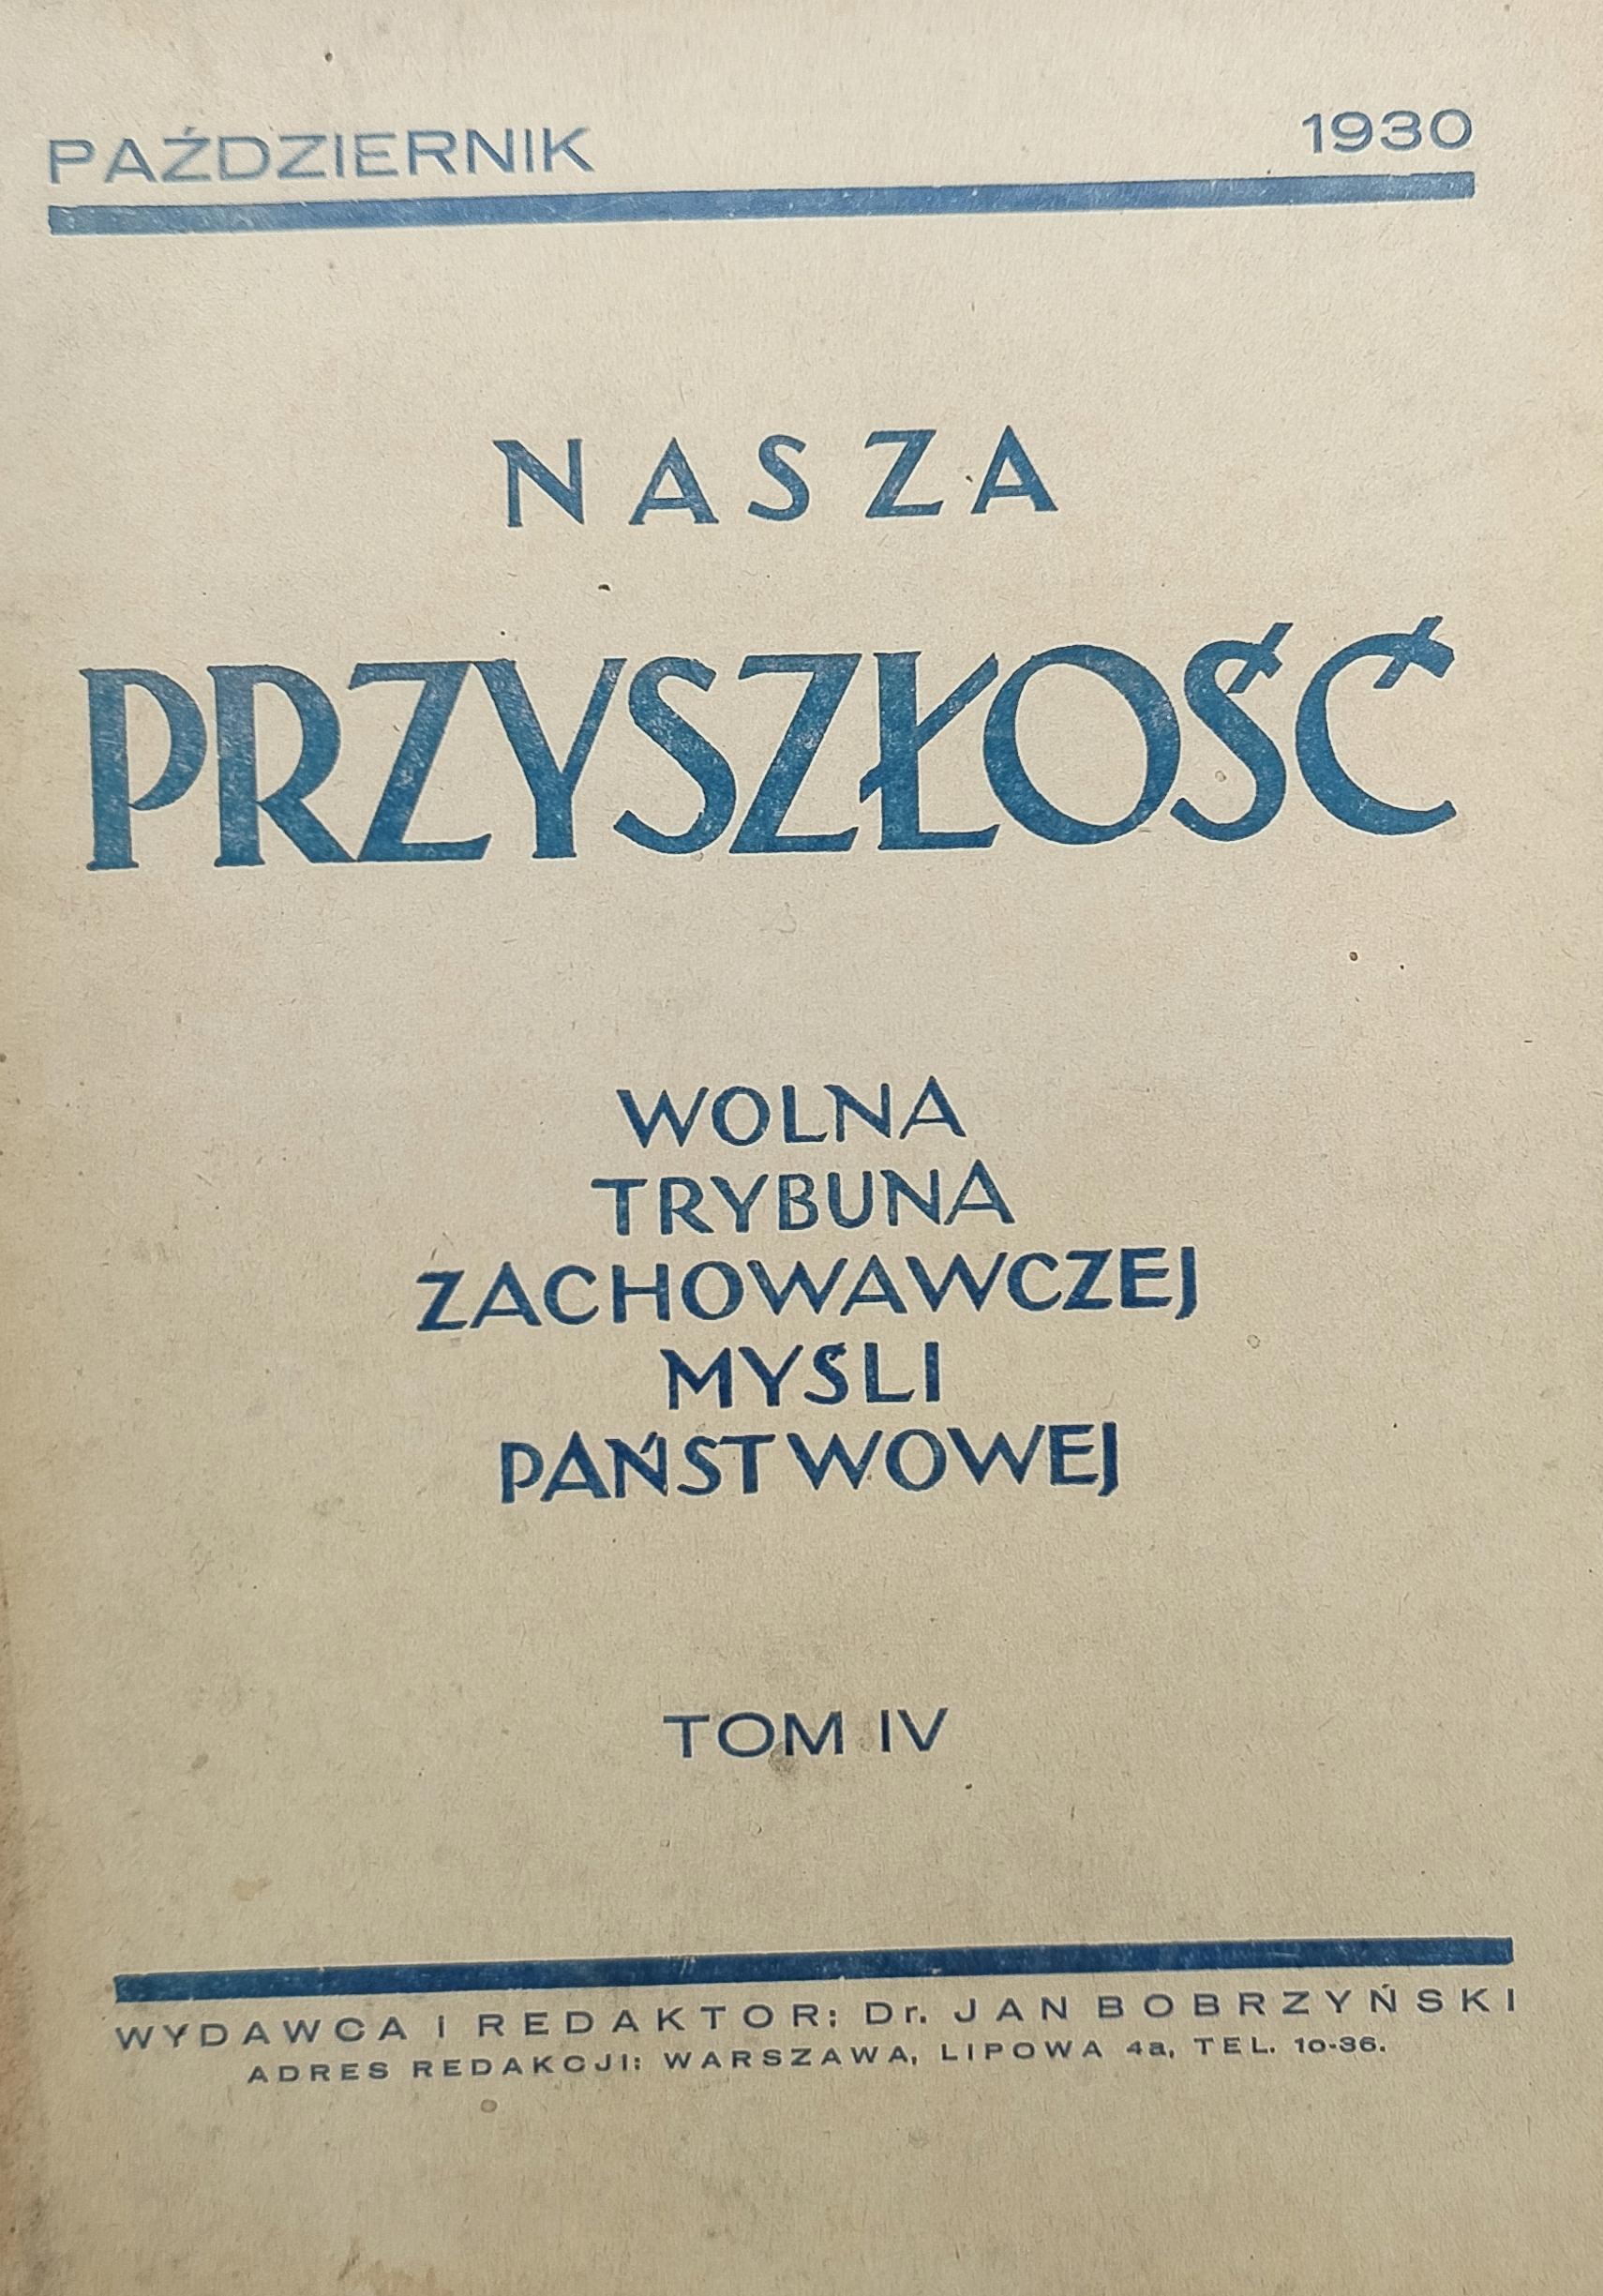 PAŹDZIERNIK 1930
NASZA
PRZYSZŁOŚĆ
WOLNA
TRYBUNA
ZACHOWAWCZEJ
MYŚLI
PAŃSTWOWEJ
TOM IV
WYDAWCA I REDAKTOR: Dr. JAN BOBRZYŃSKI
ADRES REDAKCJI: WARSZAWA, LIPOWA 4a, TEL. 10-36.